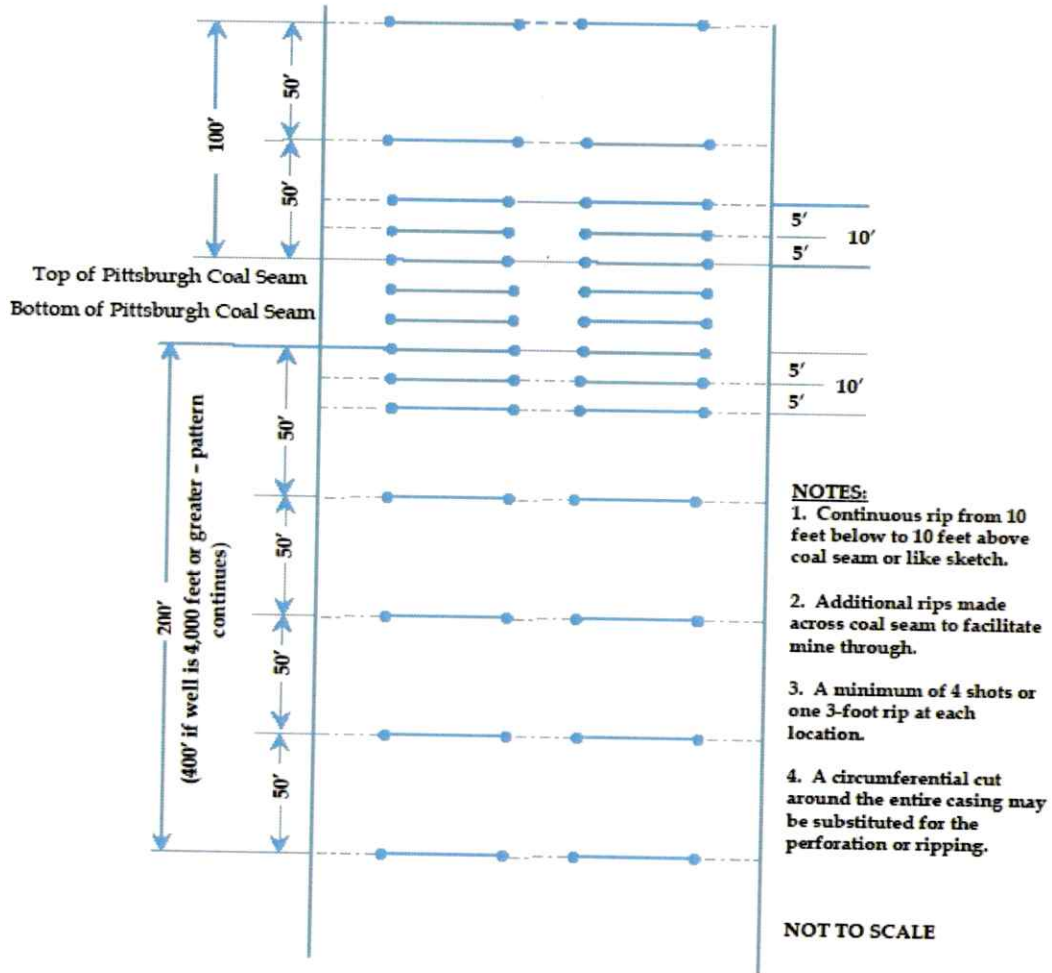 50′
100′
50′
5′
10′
5′
Top of Pittsburgh Coal Seam
Bottom of Pittsburgh Coal Seam
5′
10′
5′
50′
50′
200′
(400′ if well is 4,000 feet or greater – pattern
continues)
50′
50′
NOTES:
1. Continuous rip from 10
feet below to 10 feet above
coal seam or like sketch.
2. Additional rips made
across coal seam to facilitate
mine through.
3. A minimum of 4 shots or
one 3-foot rip at each
location.
4. A circumferential cut
around the entire casing may
be substituted for the
perforation or ripping.
NOT TO SCALE